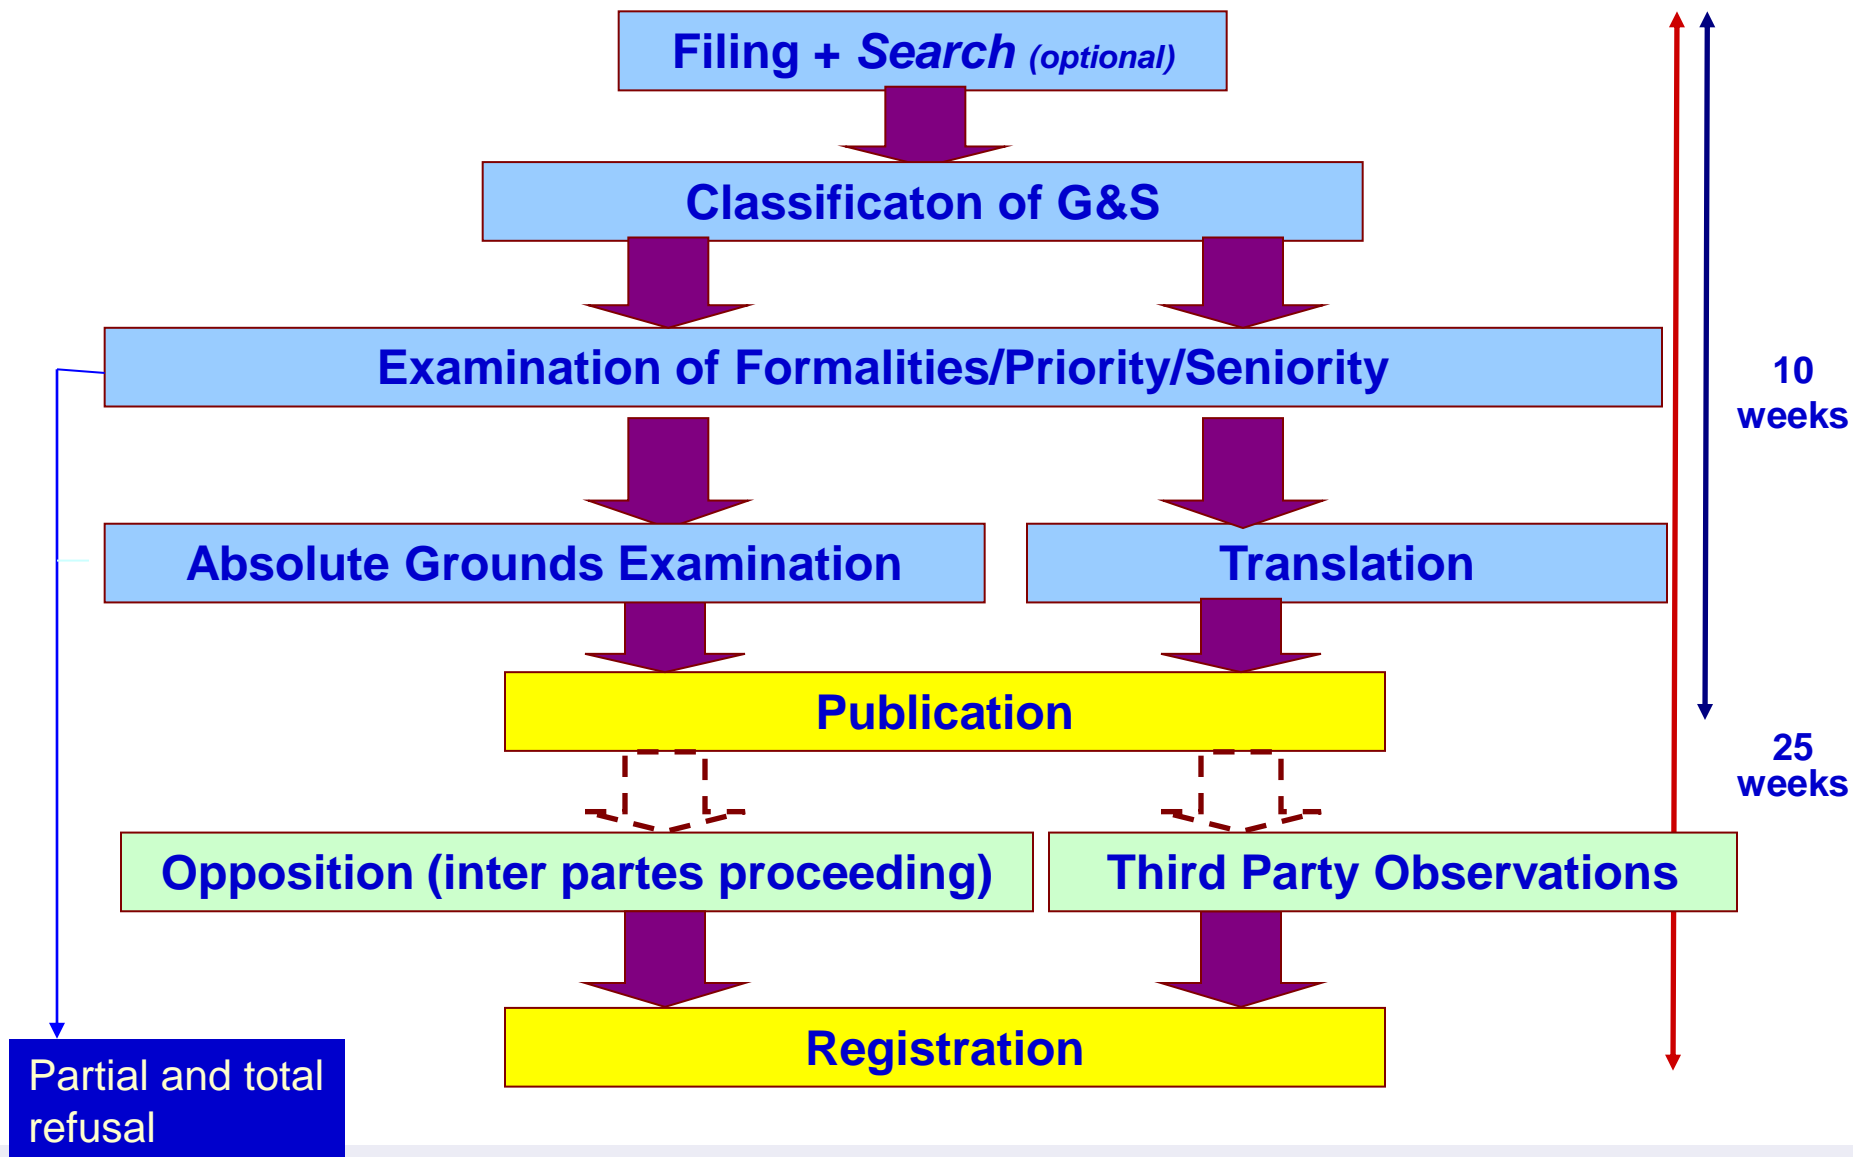 Filing + Search (optional)
Classificaton of G&S
Examination of Formalities/Priority/Seniority
10
weeks
Absolute Grounds Examination
Translation
Publication
25
weeks
Opposition (inter partes proceeding)
Third Party Observations
Registration
Partial and total
refusal